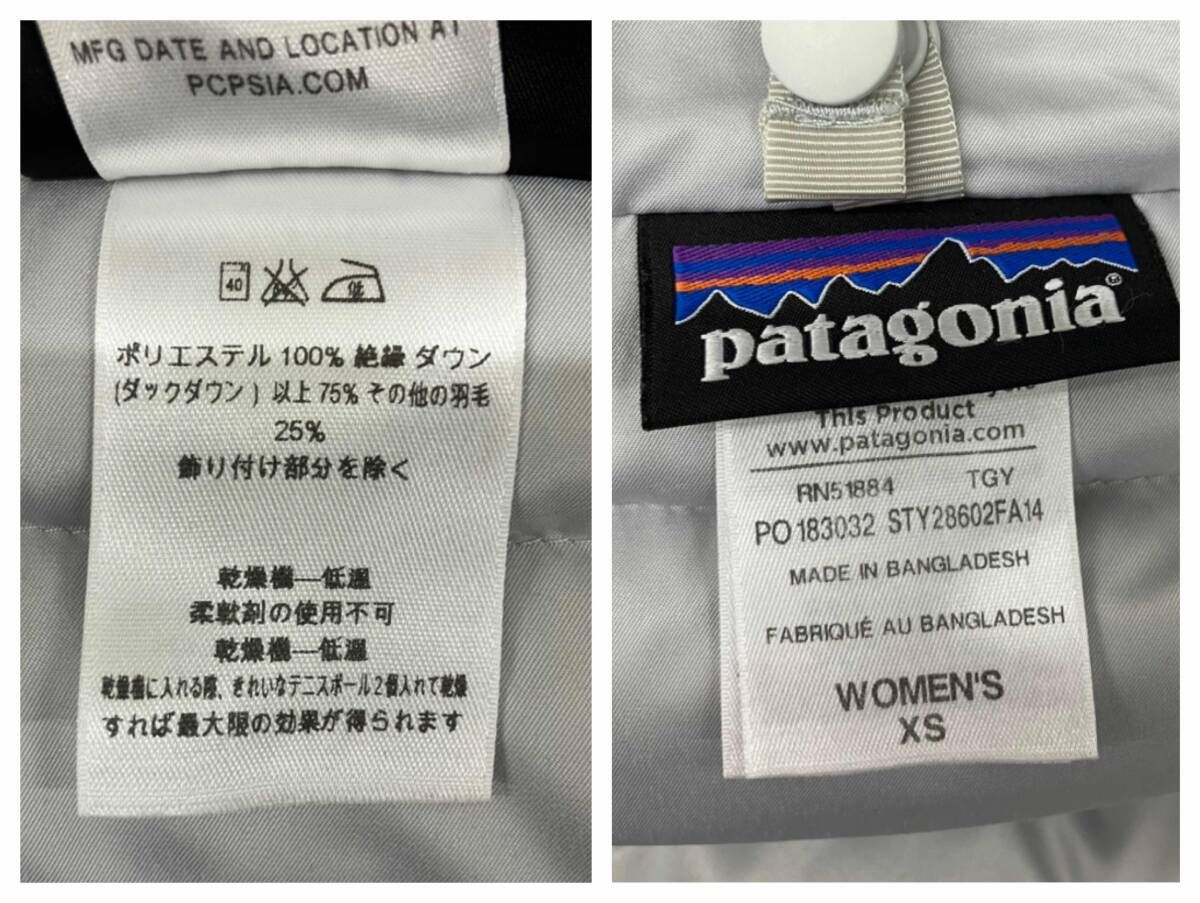 MFG DATE AND LOCATION AT
PCPSIA.COM
40
低
ポリエステル 100% 絶縁 ダウン
(ダックダウン) 以上 75% その他の羽毛
25%
飾り付け部分を除く
乾燥機—低温
柔軟剤の使用不可
乾燥機—低温
乾燥機に入れる際、きれいなテニスボール2個入れて乾燥
すれば最大限の効果が得られます
patagonia®
This Product
www.patagonia.com
RN51884 TGY
PO 183032 STY28602FA14
MADE IN BANGLADESH
FABRIQUÉ AU BANGLADESH
WOMEN'S
XS